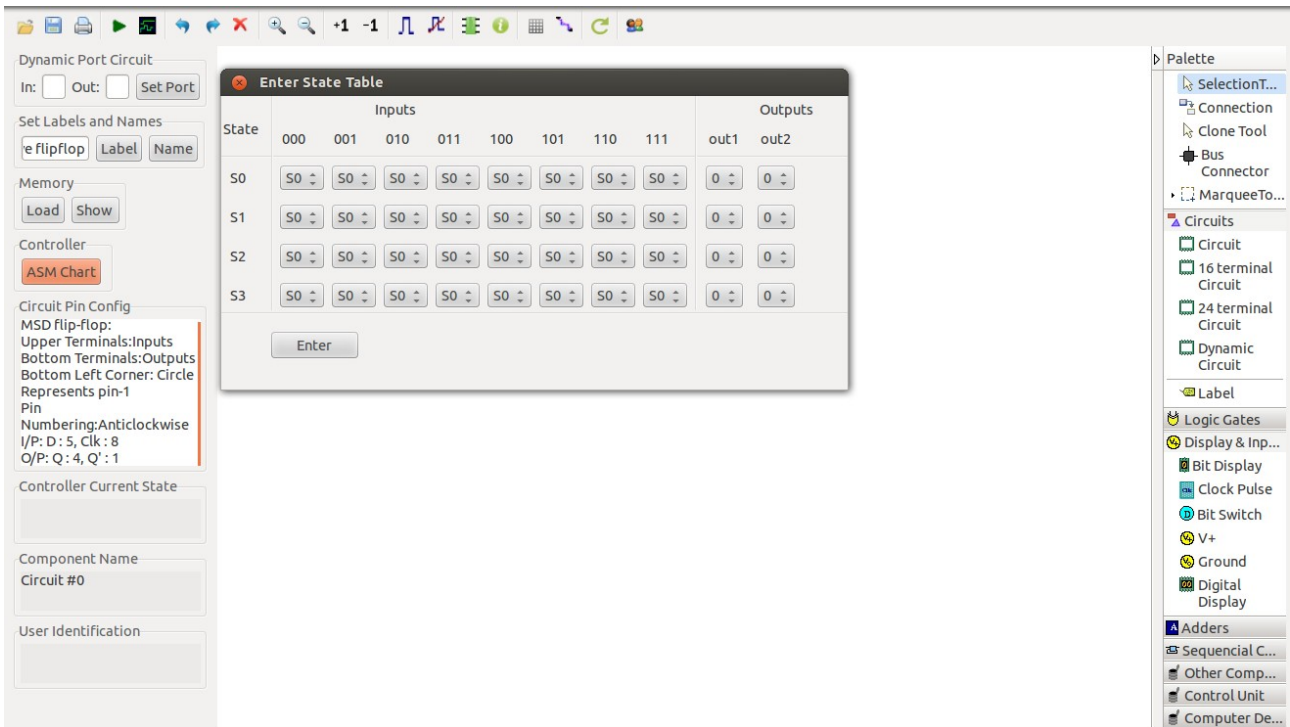 +1 -1
Dynamic Port Circuit
In: Out: Set Port
Set Labels and Names
e flipflop Label Name
Memory
Load Show
Controller
ASM Chart
Circuit Pin Config
MSD flip-flop:
Upper Terminals:Inputs
Bottom Terminals:Outputs
Bottom Left Corner: Circle
Represents pin-1
Pin
Numbering:Anticlockwise
I/P: D : 5, Clk : 8
O/P: Q : 4, Q' : 1
Controller Current State
Component Name
Circuit #0
User Identification
Enter State Table
Inputs Outputs
State 000 001 010 011 100 101 110 111 out1 out2
S0 S0 S0 S0 S0 S0 S0 S0 S0 0 0
S1 S0 S0 S0 S0 S0 S0 S0 S0 0 0
S2 S0 S0 S0 S0 S0 S0 S0 S0 0 0
S3 S0 S0 S0 S0 S0 S0 S0 S0 0 0
Enter
Palette
SelectionT...
Connection
Clone Tool
Bus
Connector
MarqueeTo...
Circuits
Circuit
16 terminal
Circuit
24 terminal
Circuit
Dynamic
Circuit
Label
Logic Gates
Display & Inp...
Bit Display
Clock Pulse
Bit Switch
V+
Ground
Digital
Display
Adders
Sequencial C...
Other Comp...
Control Unit
Computer De...